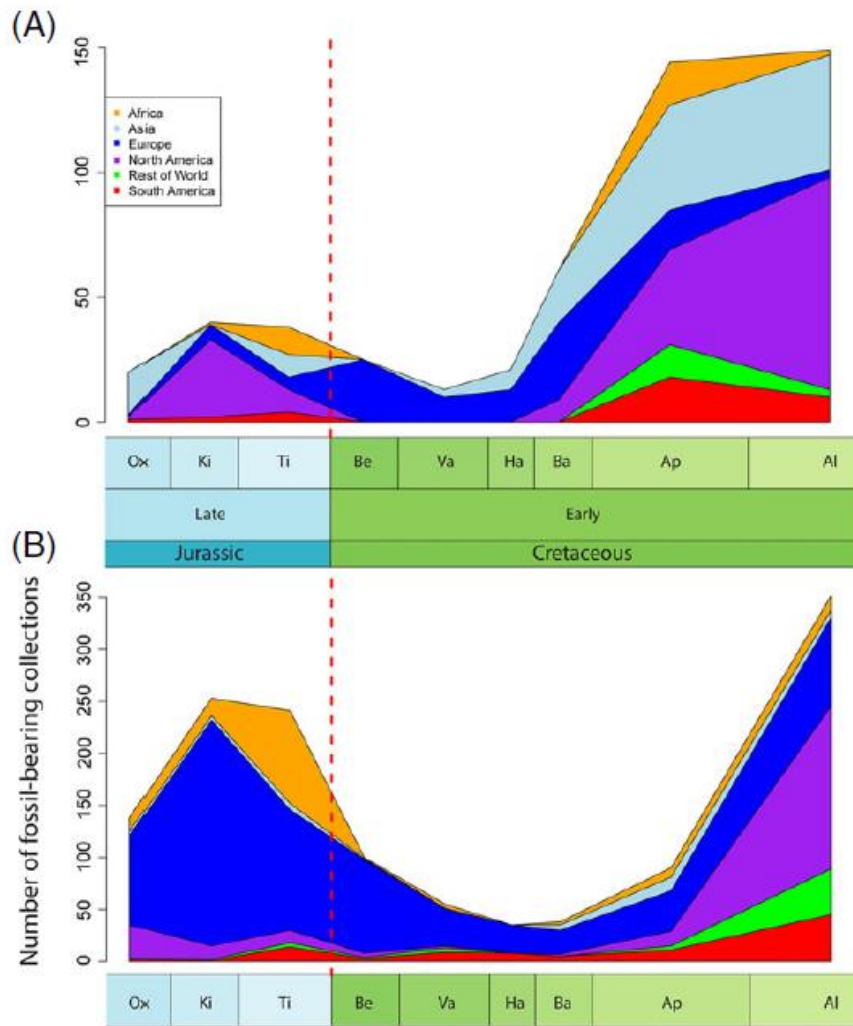 (A)
150
100
50
0
Africa
Asia
Europe
North America
Rest of World
South America
Ox Ki Ti Be Va Ha Ba Ap Al
Late Early
Jurassic Cretaceous
(B)
Number of fossil-bearing collections
350
300
250
200
150
100
50
0
Ox Ki Ti Be Va Ha Ba Ap Al